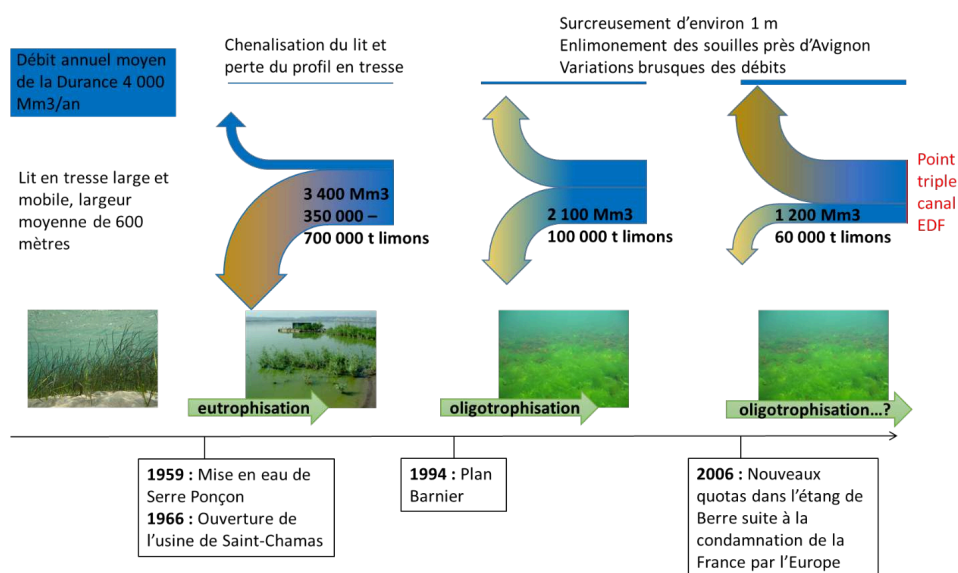 Débit annuel moyen
de la Durance 4 000
Mm3/an
Lit en tresse large et
mobile, largeur
moyenne de 600
mètres
Chenalisation du lit et
perte du profil en tresse
3 400 Mm3
350 000 –
700 000 t limons
Surcreusement d'environ 1 m
Enlimonement des souilles près d'Avignon
Variations brusques des débits
2 100 Mm3
100 000 t limons
1 200 Mm3
60 000 t limons
Point
triple
canal
EDF
eutrophisation
oligotrophisation
oligotrophisation...?
1959 : Mise en eau de
Serre Ponçon
1966 : Ouverture de
l'usine de Saint-Chamas
1994 : Plan
Barnier
2006 : Nouveaux
quotas dans l'étang de
Berre suite à la
condamnation de la
France par l'Europe